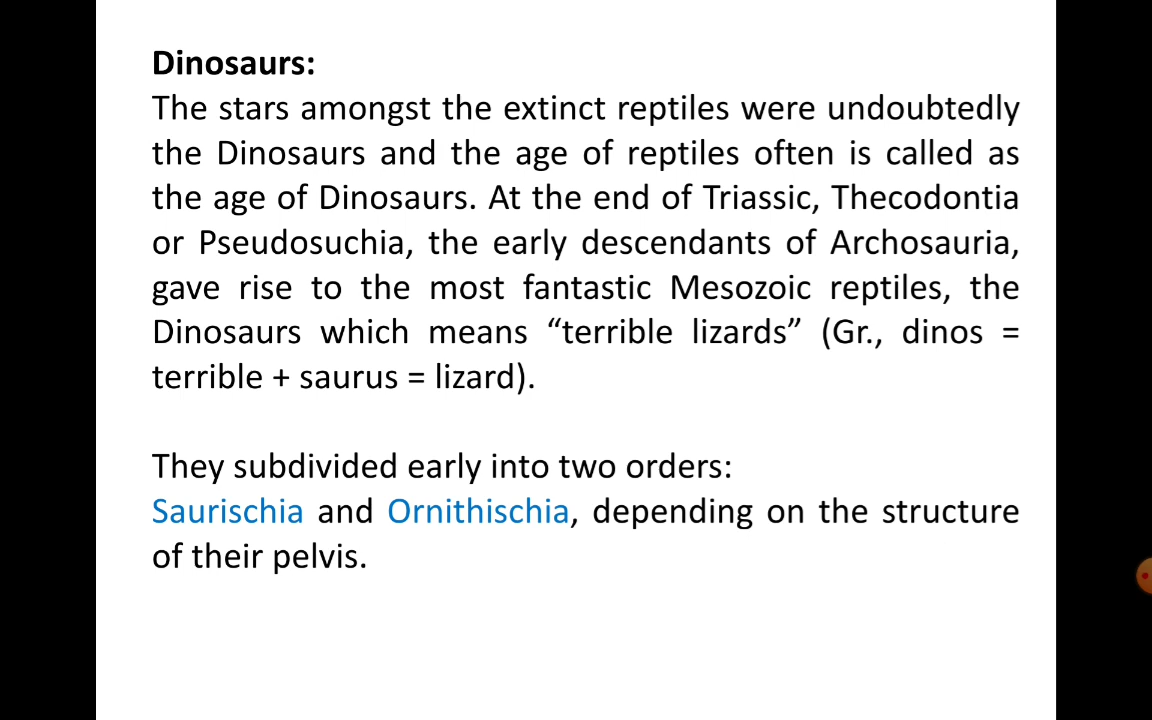 Dinosaurs:
The stars amongst the extinct reptiles were undoubtedly
the Dinosaurs and the age of reptiles often is called as
the age of Dinosaurs. At the end of Triassic, Thecodontia
or Pseudosuchia, the early descendants of Archosauria,
gave rise to the most fantastic Mesozoic reptiles, the
Dinosaurs which means “terrible lizards” (Gr., dinos =
terrible + saurus = lizard).
They subdivided early into two orders:
Saurischia and Ornithischia, depending on the structure
of their pelvis.